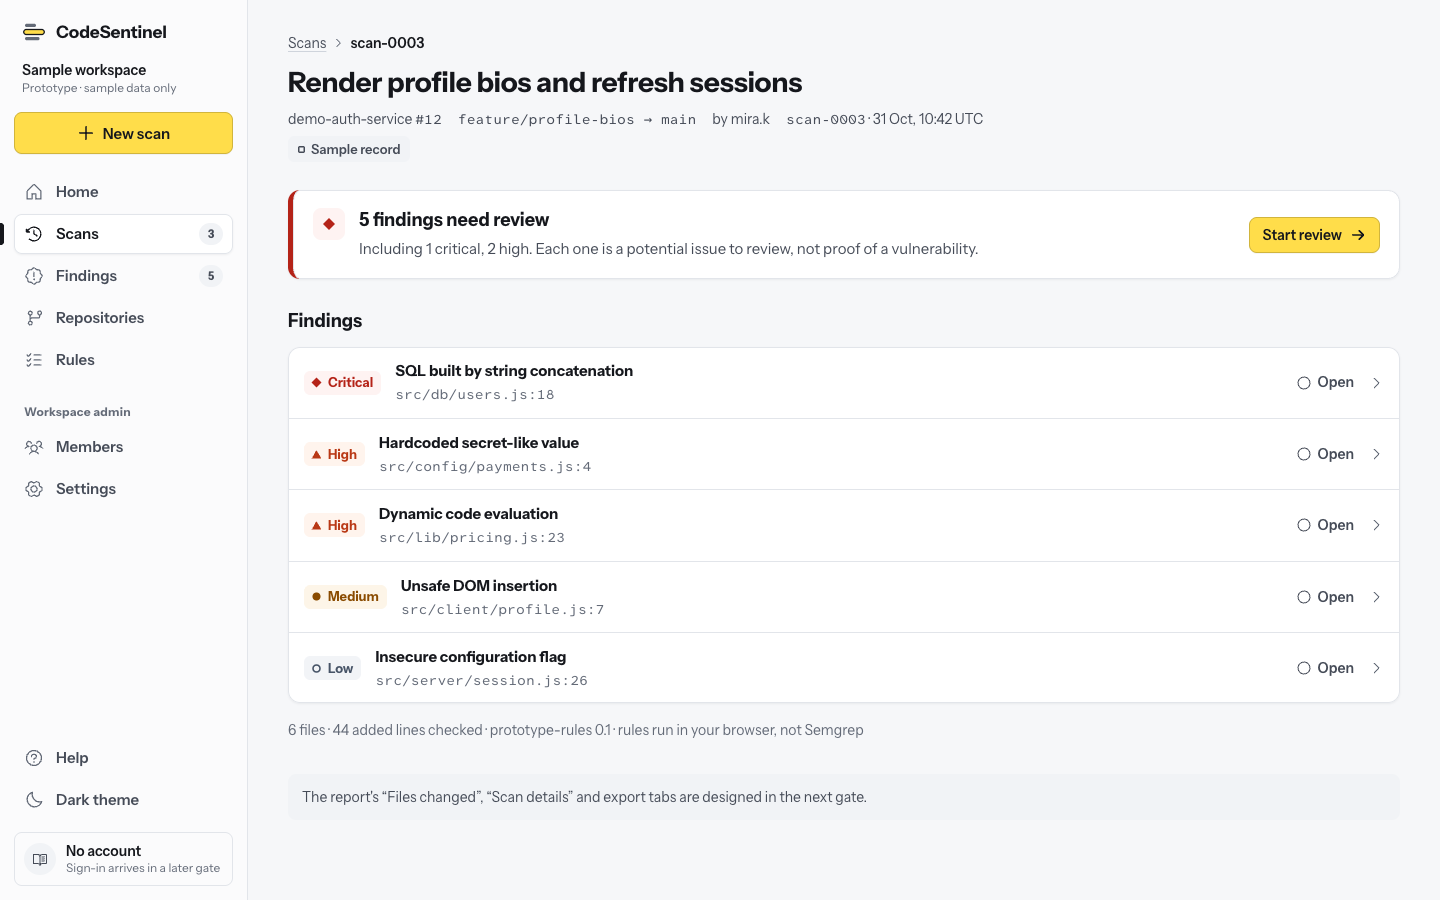 CodeSentinel
Sample workspace
Prototype · sample data only
New scan
Home
Scans 3
Findings 5
Repositories
Rules
Workspace admin
Members
Settings
Help
Dark theme
No account
Sign-in arrives in a later gate
Scans > scan-0003
Render profile bios and refresh sessions
demo-auth-service #12 feature/profile-bios → main by mira.k scan-0003 · 31 Oct, 10:42 UTC
Sample record
5 findings need review
Including 1 critical, 2 high. Each one is a potential issue to review, not proof of a vulnerability.
Start review →
Findings
Critical SQL built by string concatenation Open
src/db/users.js:18
High Hardcoded secret-like value Open
src/config/payments.js:4
High Dynamic code evaluation Open
src/lib/pricing.js:23
Medium Unsafe DOM insertion Open
src/client/profile.js:7
Low Insecure configuration flag Open
src/server/session.js:26
6 files · 44 added lines checked · prototype-rules 0.1 · rules run in your browser, not Semgrep
The report's “Files changed”, “Scan details” and export tabs are designed in the next gate.